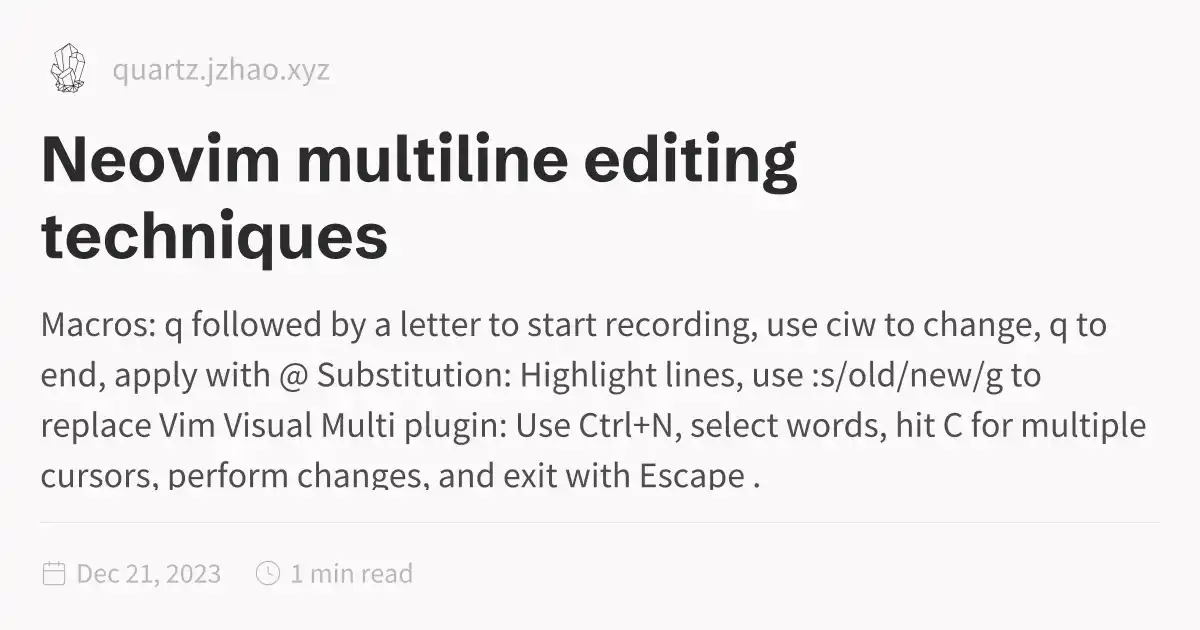 quartz.jzhao.xyz
Neovim multiline editing
techniques
Macros: q followed by a letter to start recording, use ciw to change, q to
end, apply with @ Substitution: Highlight lines, use :s/old/new/g to
replace Vim Visual Multi plugin: Use Ctrl+N, select words, hit C for multiple
cursors, perform changes, and exit with Escape .
Dec 21, 2023 1 min read